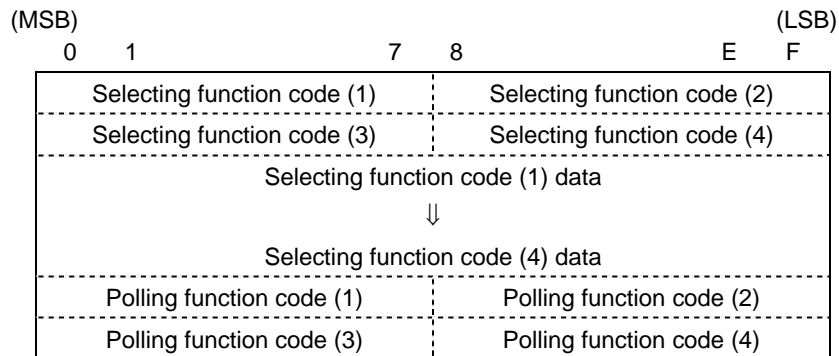 (MSB) (LSB)
0 1 7 8 E F
Selecting function code (1) Selecting function code (2)
Selecting function code (3) Selecting function code (4)
Selecting function code (1) data
⇓
Selecting function code (4) data
Polling function code (1) Polling function code (2)
Polling function code (3) Polling function code (4)